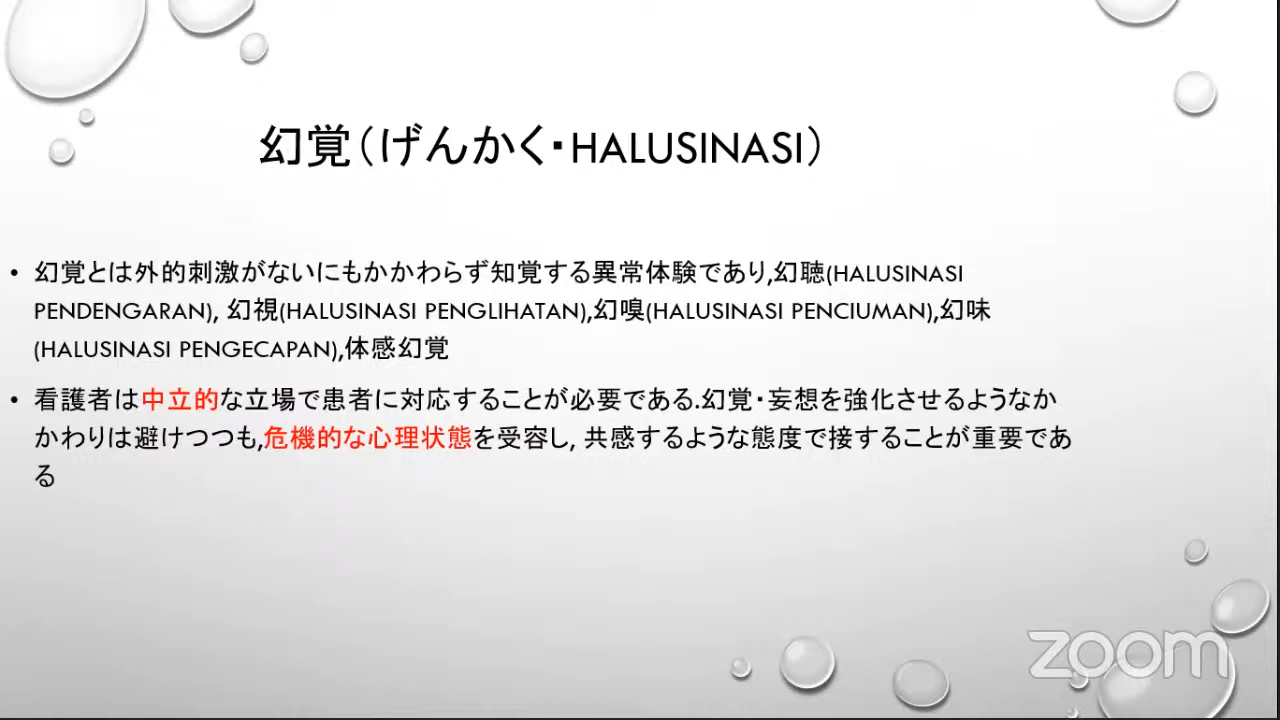 幻覚(げんかく・HALUSINASI)
• 幻覚とは外的刺激がないにもかかわらず知覚する異常体験であり,幻聴(HALUSINASI
PENDENGARAN), 幻視(HALUSINASI PENGLIHATAN),幻嗅(HALUSINASI PENCIUMAN),幻味
(HALUSINASI PENGECAPAN),体感幻覚
• 看護者は中立的な立場で患者に対応することが必要である.幻覚・妄想を強化させるようなか
かわりは避けつつも,危機的な心理状態を受容し, 共感するような態度で接することが重要であ
る
zoom